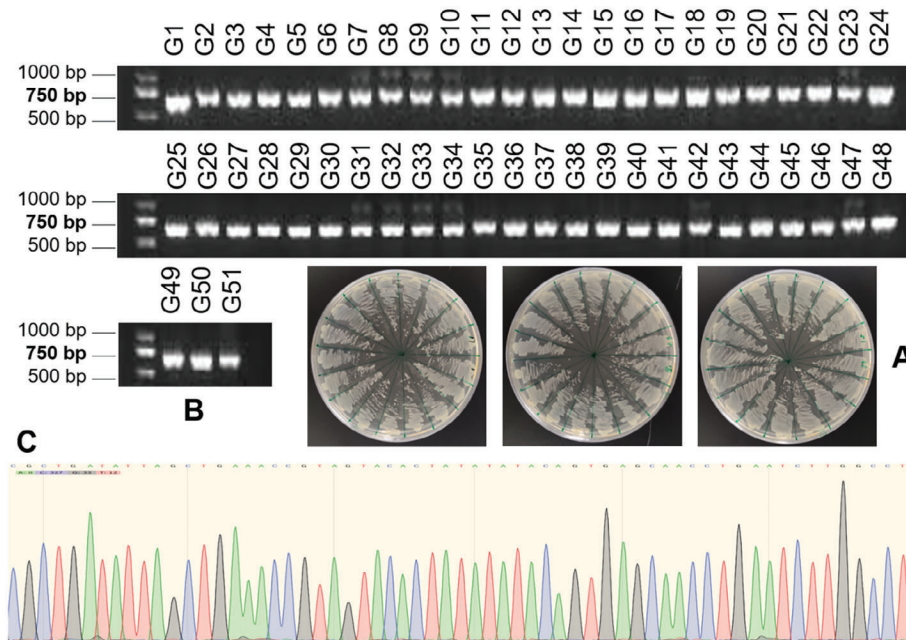 G1 G2 G3 G4 G5 G6 G7 G8 G9 G10 G11 G12 G13 G14 G15 G16 G17 G18 G19 G20 G21 G22 G23 G24
1000 bp
750 bp
500 bp
G25 G26 G27 G28 G29 G30 G31 G32 G33 G34 G35 G36 G37 G38 G39 G40 G41 G42 G43 G44 G45 G46 G47 G48
1000 bp
750 bp
500 bp
G49 G50 G51
1000 bp
750 bp
500 bp
A
B
C
C G C T G A T A T T A G C T G A A A C C G T A G T A C A C T A T A T A T A C A G T G A G C A A C C T G A A T C T T G G C C T